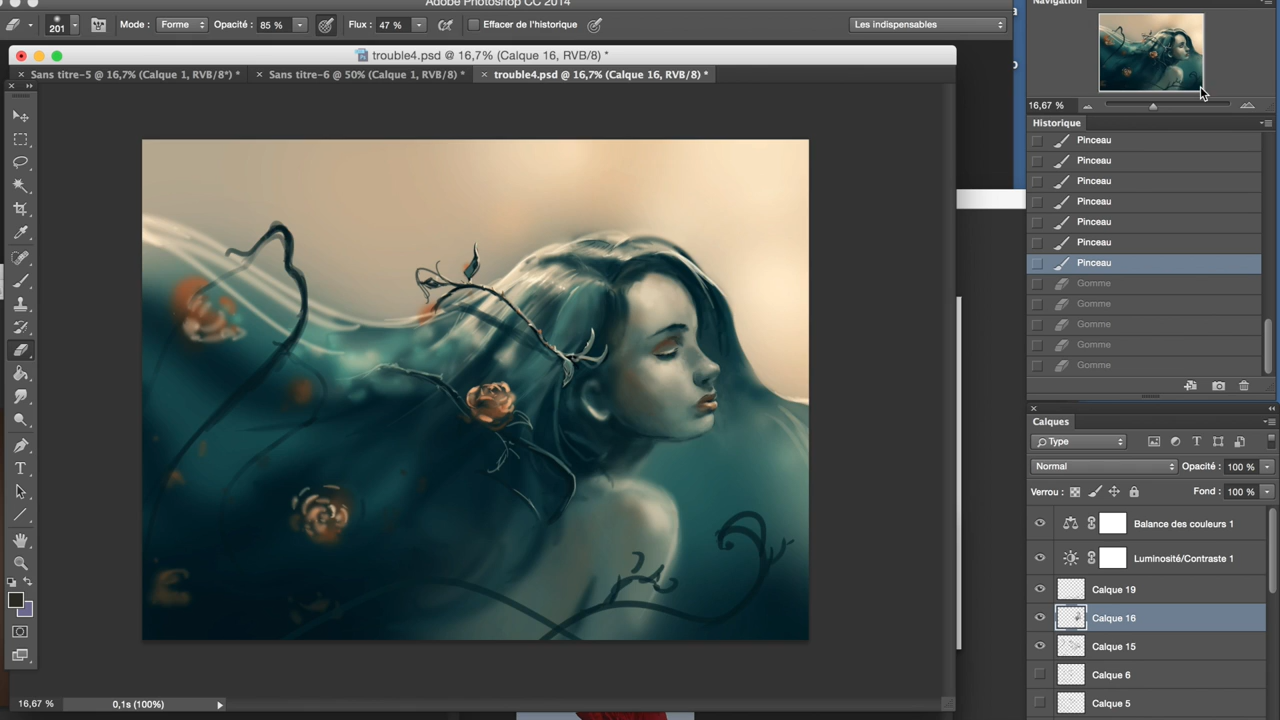 Adobe Photoshop CC 2014
Navigation
201
Mode :
Forme
Opacité :
85 %
Flux :
47 %
Effacer de l'historique
Les indispensables
trouble4.psd @ 16,7% (Calque 16, RVB/8) *
Sans titre-5 @ 16,7% (Calque 1, RVB/8*) *
Sans titre-6 @ 50% (Calque 1, RVB/8) *
trouble4.psd @ 16,7% (Calque 16, RVB/8) *
16,67 %
Historique
Pinceau
Pinceau
Pinceau
Pinceau
Pinceau
Pinceau
Pinceau
Gomme
Gomme
Gomme
Gomme
Gomme
Calques
Type
Normal
Opacité :
100 %
Verrou :
Fond :
100 %
Balance des couleurs 1
Luminosité/Contraste 1
Calque 19
Calque 16
Calque 15
Calque 6
Calque 5
16,67 %
0,1s (100%)